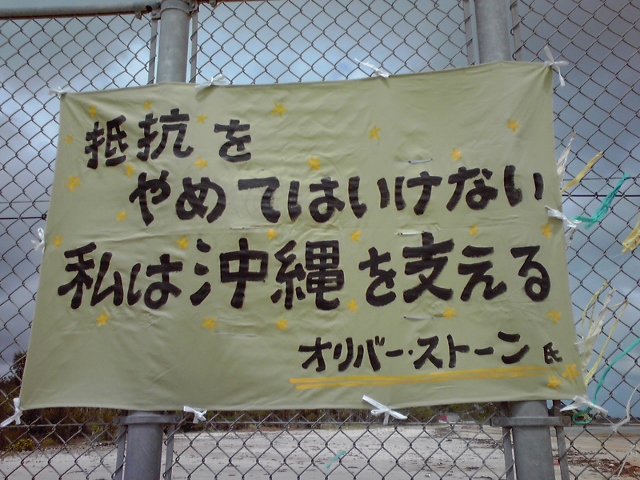 抵抗を
やめてはいけない
私は沖縄を支える
オリバー・ストーン氏